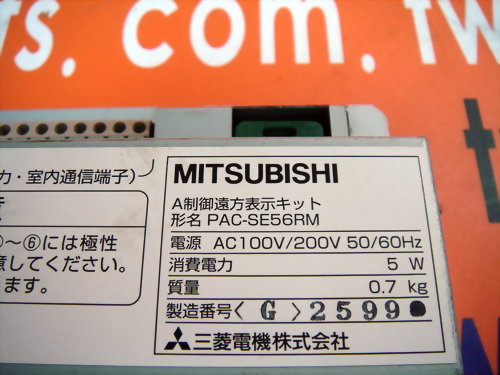 ts. com. tw
MITSUBISHI
A制御遠方表示キット
形名 PAC-SE56RM
電源 AC100V/200V 50/60Hz
消費電力 5 W
質量 0.7 kg
製造番号〈 G 〉2599●
三菱電機株式会社
力・室内通信端子)
~⑥には極性
意してください。
ます。